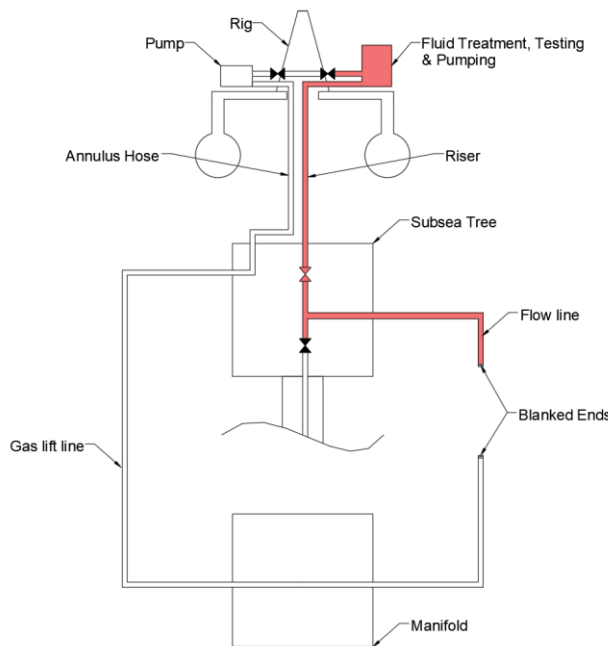 Rig
Pump
Fluid Treatment, Testing
& Pumping
Annulus Hose
Riser
Subsea Tree
Flow line
Blanked Ends
Gas lift line
Manifold